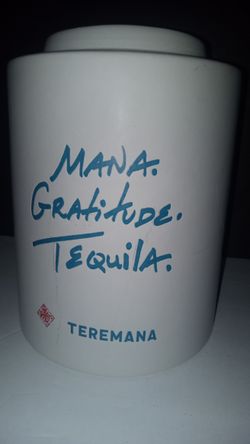 MANA.
GRatituDE.
TEQuiLA.
TEREMANA